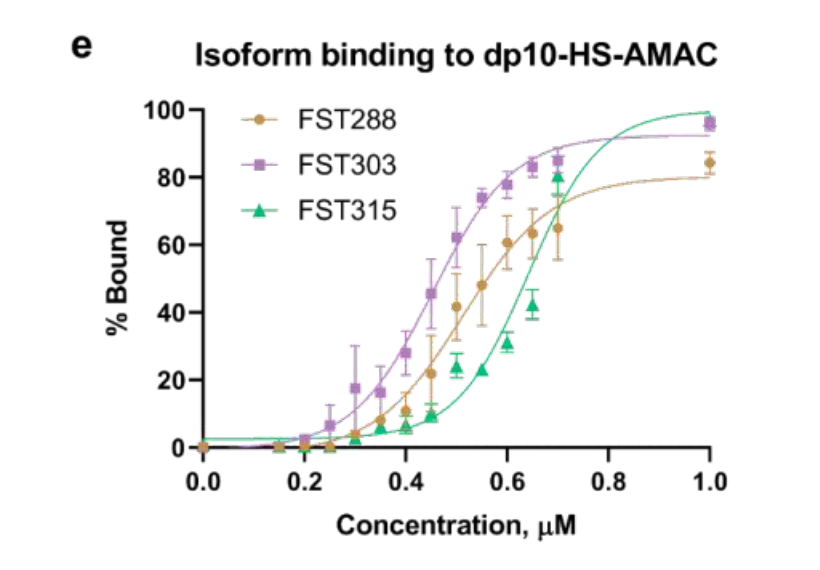 e
Isoform binding to dp10-HS-AMAC
FST288
FST303
FST315
% Bound
100
80
60
40
20
0
0.0 0.2 0.4 0.6 0.8 1.0
Concentration, μM